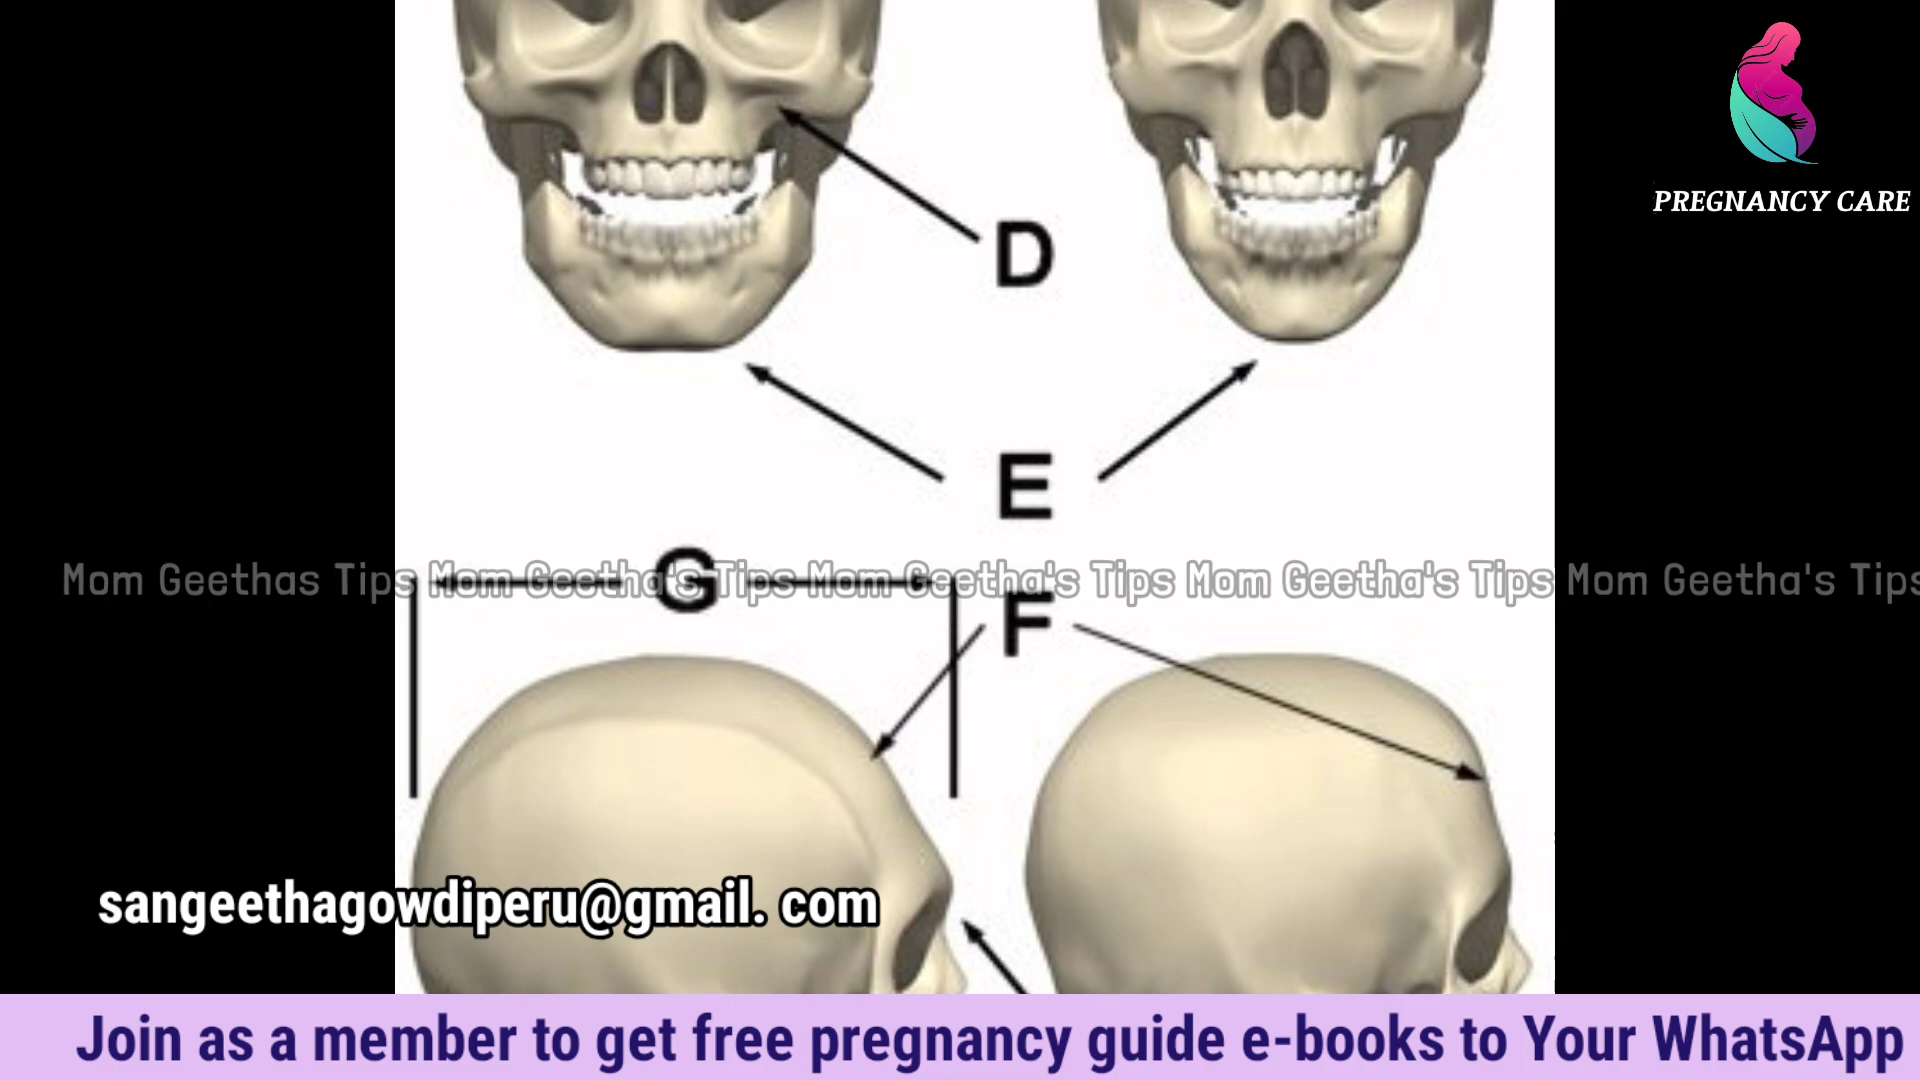 PREGNANCY CARE
D
E
G
F
Mom Geethas Tips Mom Geetha's Tips Mom Geetha's Tips Mom Geetha's Tips Mom Geetha's Tips
sangeethagowdiperu@gmail. com
Join as a member to get free pregnancy guide e-books to Your WhatsApp